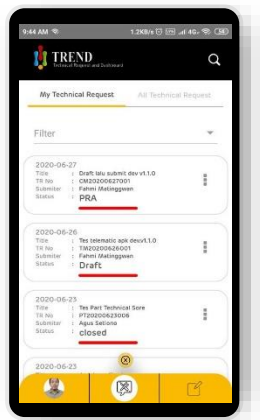 9:44 AM
1.2KB/s 4G+ 58
TREND
Technical Request and Dashboard
My Technical Request All Technical Request
Filter
2020-06-27
Title : Draft lalu submit dev v1.1.0
TR No : CM20200627001
Submiter : Fahmi Matinggwan
Status : PRA
2020-06-26
Title : Tes telematic apk devv1.1.0
TR No : TM20200626001
Submiter : Fahmi Matinggwan
Status : Draft
2020-06-23
Title : Tes Part Technical Sore
TR No : PT20200623006
Submiter : Agus Setiono
Status : closed
2020-06-23